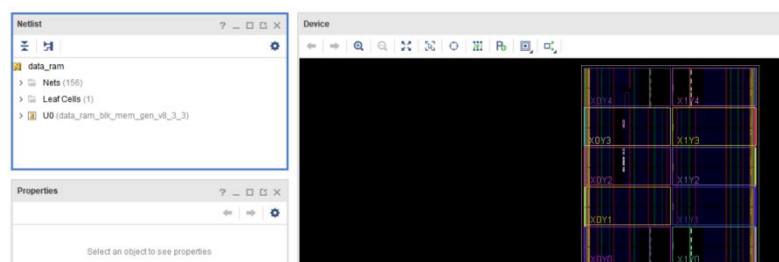 Netlist
data_ram
Nets (156)
Leaf Cells (1)
U0 (data_ram_blk_mem_gen_v8_3_3)
Properties
Select an object to see properties
Device
X0Y4 X1Y4
X0Y3 X1Y3
X0Y2 X1Y2
X0Y1 X1Y1
X0Y0 X1Y0